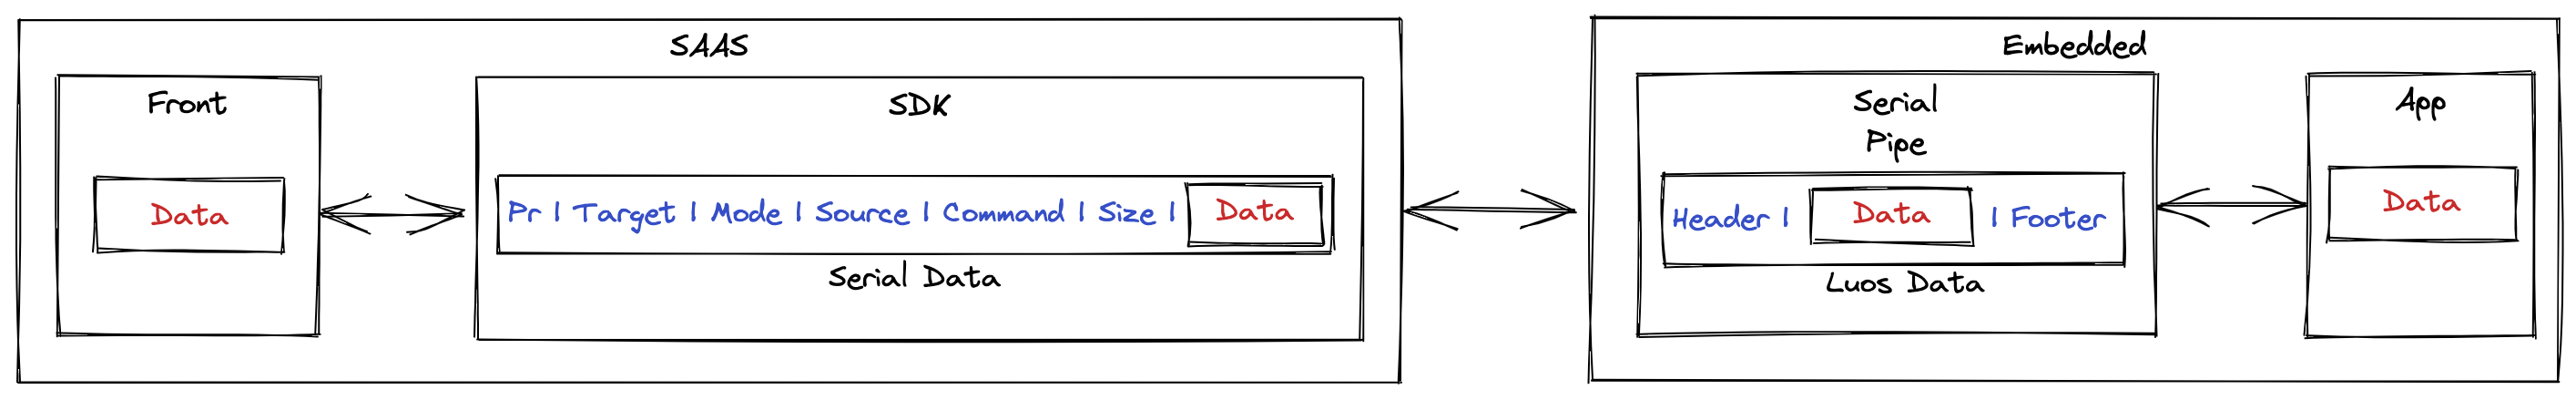 SAAS
Front
Data
SDK
Pr | Target | Mode | Source | Command | Size | Data
Serial Data
Embedded
Serial
Pipe
Header | Data | Footer
Luos Data
App
Data